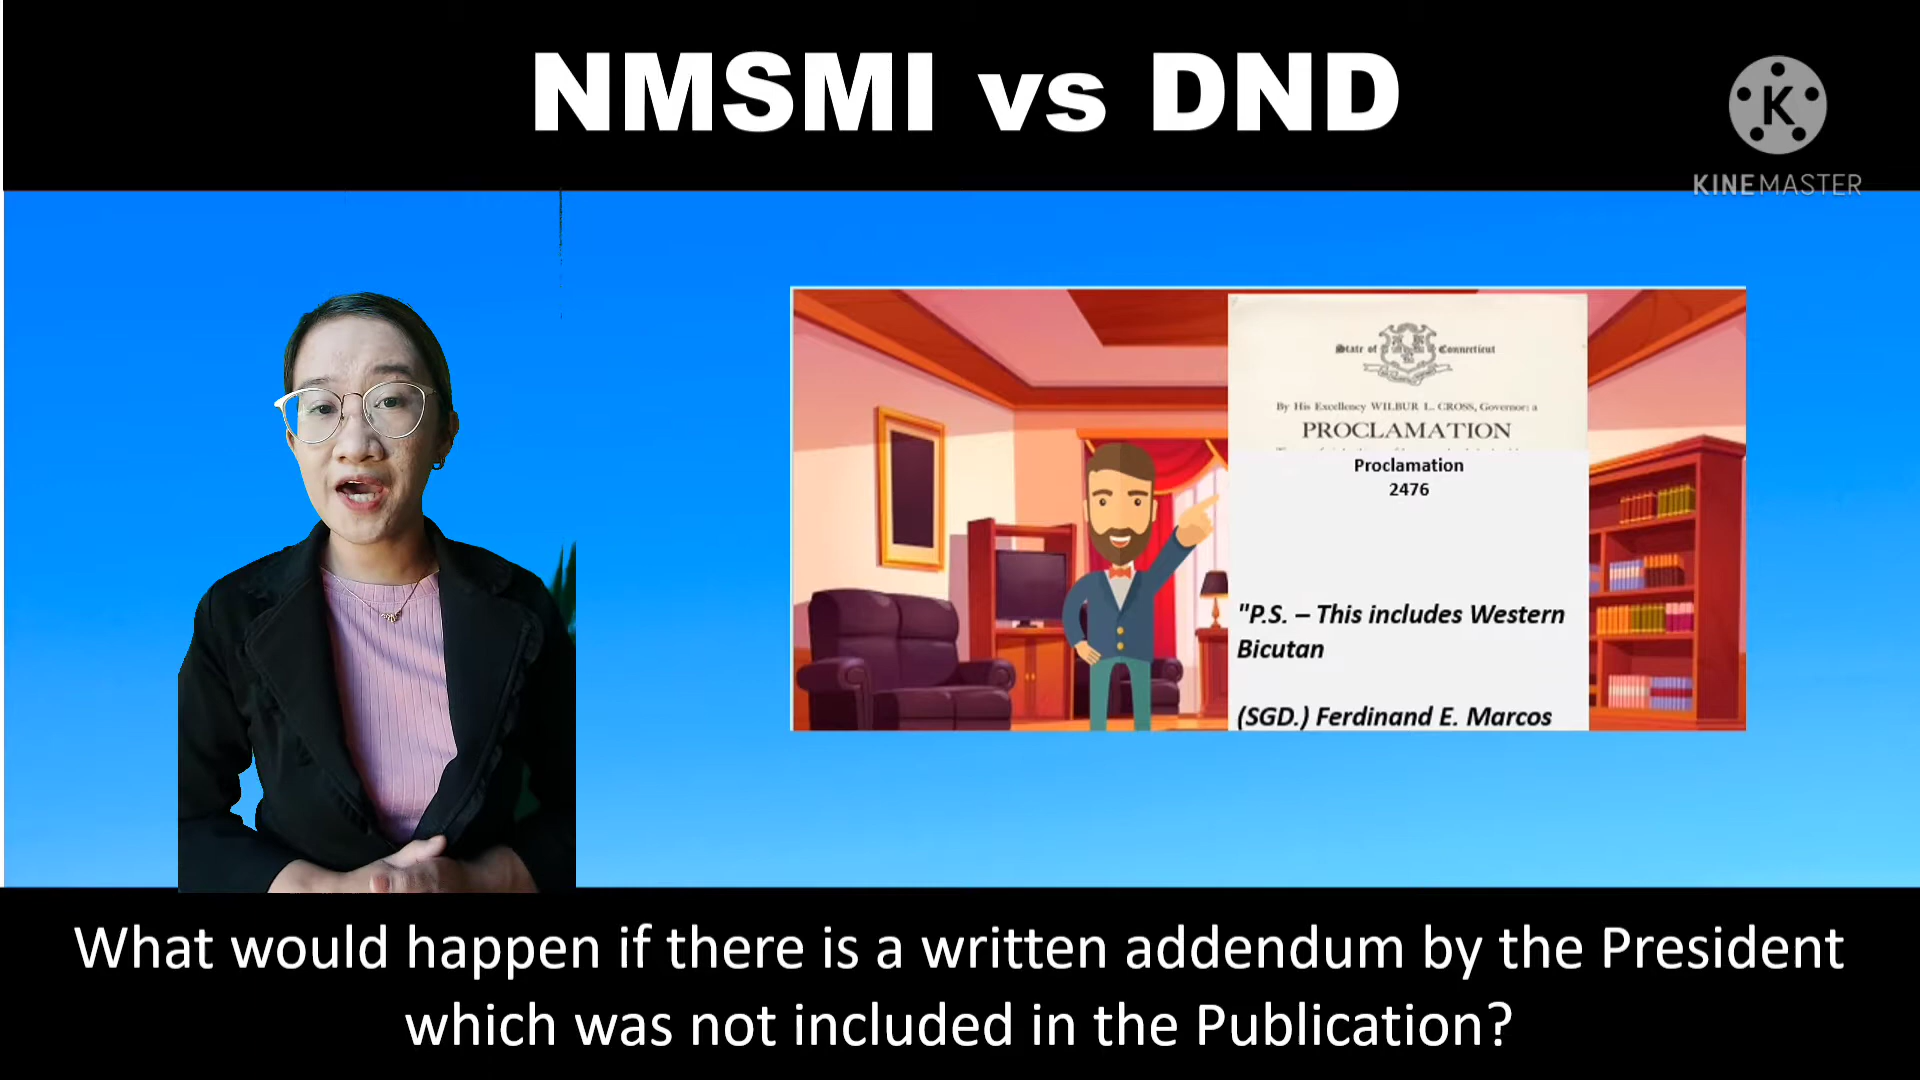 NMSMI vs DND
K
KINEMASTER
State of Connecticut
By His Excellency WILBUR L. CROSS, Governor: a
PROCLAMATION
Proclamation
2476
"P.S. – This includes Western
Bicutan
(SGD.) Ferdinand E. Marcos
What would happen if there is a written addendum by the President
which was not included in the Publication?